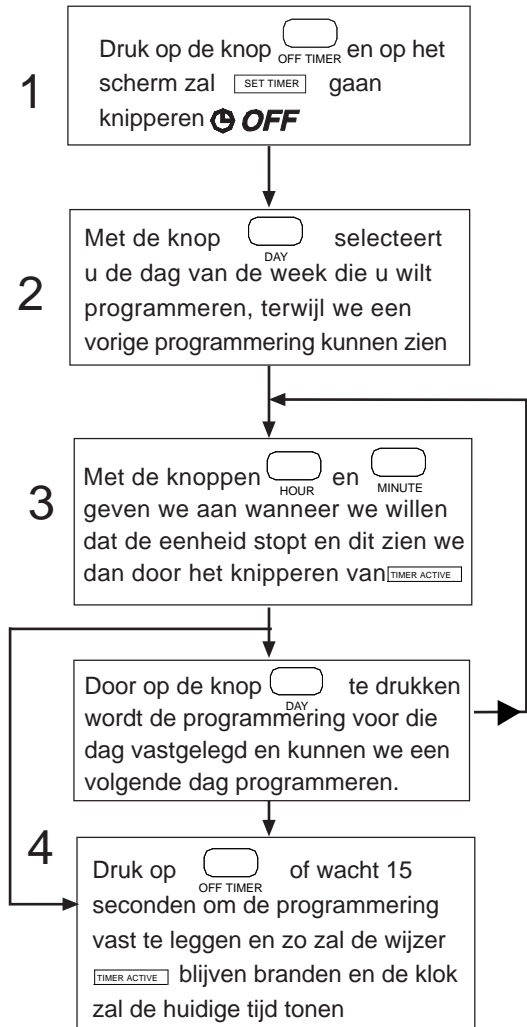 1
Druk op de knop OFF TIMER en op het
scherm zal SET TIMER gaan
knipperen OFF
2
Met de knop DAY selecteert
u de dag van de week die u wilt
programmeren, terwijl we een
vorige programmering kunnen zien
3
Met de knoppen HOUR en MINUTE
geven we aan wanneer we willen
dat de eenheid stopt en dit zien we
dan door het knipperen van TIMER ACTIVE
Door op de knop DAY te drukken
wordt de programmering voor die
dag vastgelegd en kunnen we een
volgende dag programmeren.
4
Druk op OFF TIMER of wacht 15
seconden om de programmering
vast te leggen en zo zal de wijzer
TIMER ACTIVE blijven branden en de klok
zal de huidige tijd tonen